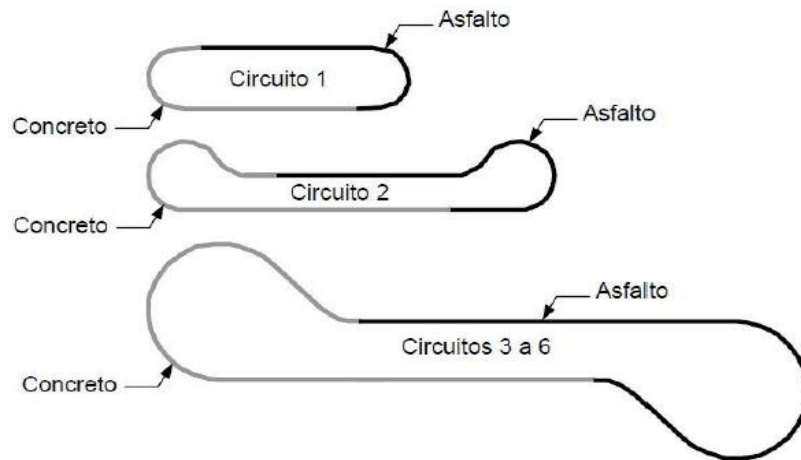 Asfalto
Circuito 1
Concreto
Asfalto
Circuito 2
Concreto
Asfalto
Circuitos 3 a 6
Concreto